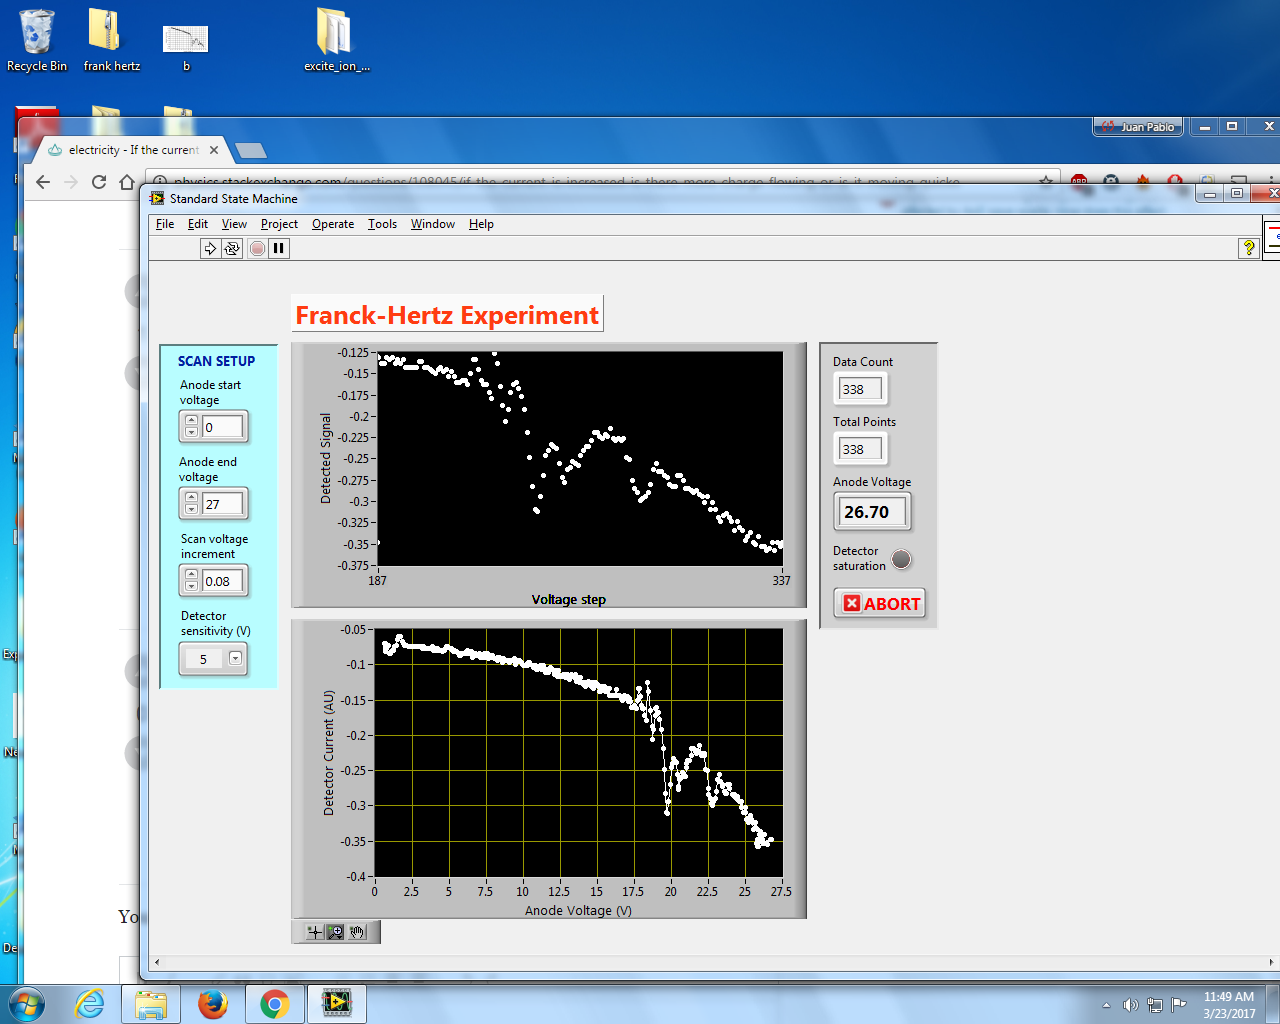 Recycle Bin
frank hertz
b
excite_ion_...
Juan Pablo
electricity - If the current
physics.stackexchange.com/questions/108045/if-the-current-is-increased-is-there-more-charge-flowing-or-is-it-moving-quicke
Standard State Machine
File Edit View Project Operate Tools Window Help
Franck-Hertz Experiment
SCAN SETUP
Anode start
voltage
0
Anode end
voltage
27
Scan voltage
increment
0.08
Detector
sensitivity (V)
5
Detected Signal
-0.125
-0.15
-0.175
-0.2
-0.225
-0.25
-0.275
-0.3
-0.325
-0.35
-0.375
187 337
Voltage step
Detector Current (AU)
-0.05
-0.1
-0.15
-0.2
-0.25
-0.3
-0.35
-0.4
0 2.5 5 7.5 10 12.5 15 17.5 20 22.5 25 27.5
Anode Voltage (V)
Data Count
338
Total Points
338
Anode Voltage
26.70
Detector
saturation
ABORT
Yo
11:49 AM
3/23/2017